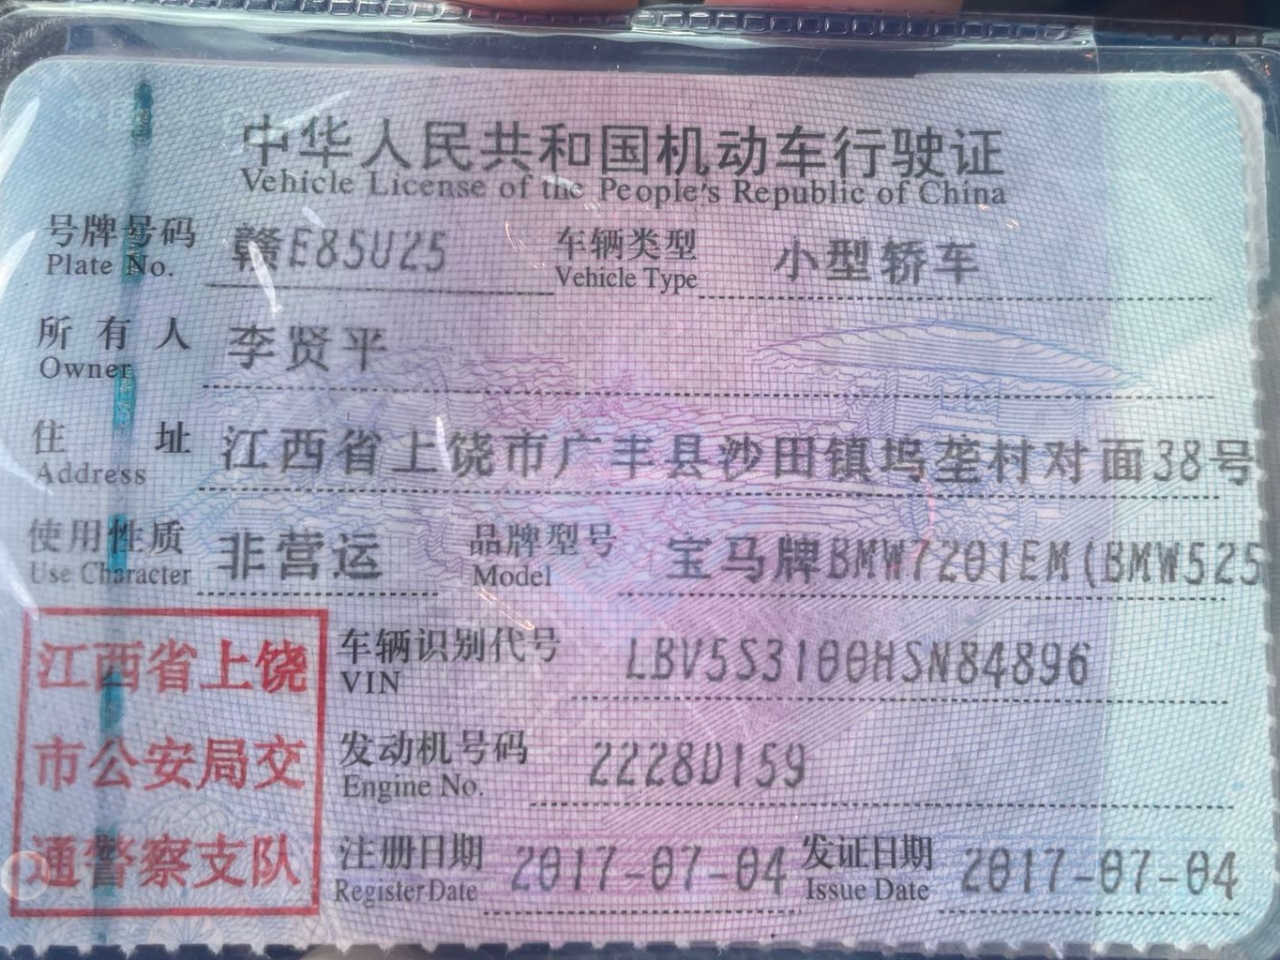 中华人民共和国机动车行驶证
Vehicle License of the People's Republic of China
号牌号码 赣E85U25 车辆类型 小型轿车
Plate No. Vehicle Type
所有人 李贤平
Owner
住址 江西省上饶市广丰县沙田镇坞垄村对面38号
Address
使用性质 非营运 品牌型号 宝马牌BMW7201EM(BMW525
Use Character Model
江西省上饶
市公安局交
通警察支队
车辆识别代号 LBV5S3100HSN84896
VIN
发动机号码 2228D159
Engine No.
注册日期 2017-07-04 发证日期 2017-07-04
Register Date Issue Date